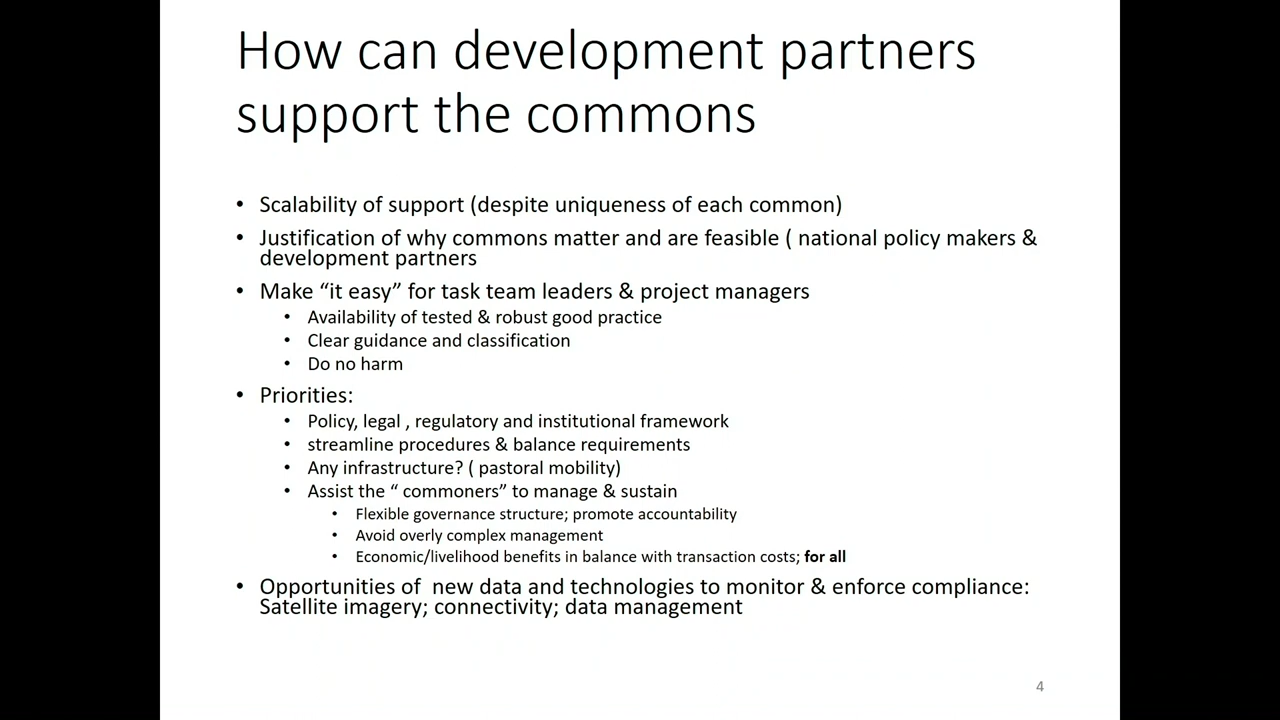 How can development partners
support the commons
• Scalability of support (despite uniqueness of each common)
• Justification of why commons matter and are feasible ( national policy makers &
development partners
• Make “it easy” for task team leaders & project managers
• Availability of tested & robust good practice
• Clear guidance and classification
• Do no harm
• Priorities:
• Policy, legal , regulatory and institutional framework
• streamline procedures & balance requirements
• Any infrastructure? ( pastoral mobility)
• Assist the “ commoners” to manage & sustain
• Flexible governance structure; promote accountability
• Avoid overly complex management
• Economic/livelihood benefits in balance with transaction costs; for all
• Opportunities of  new data and technologies to monitor & enforce compliance:
Satellite imagery; connectivity; data management
4